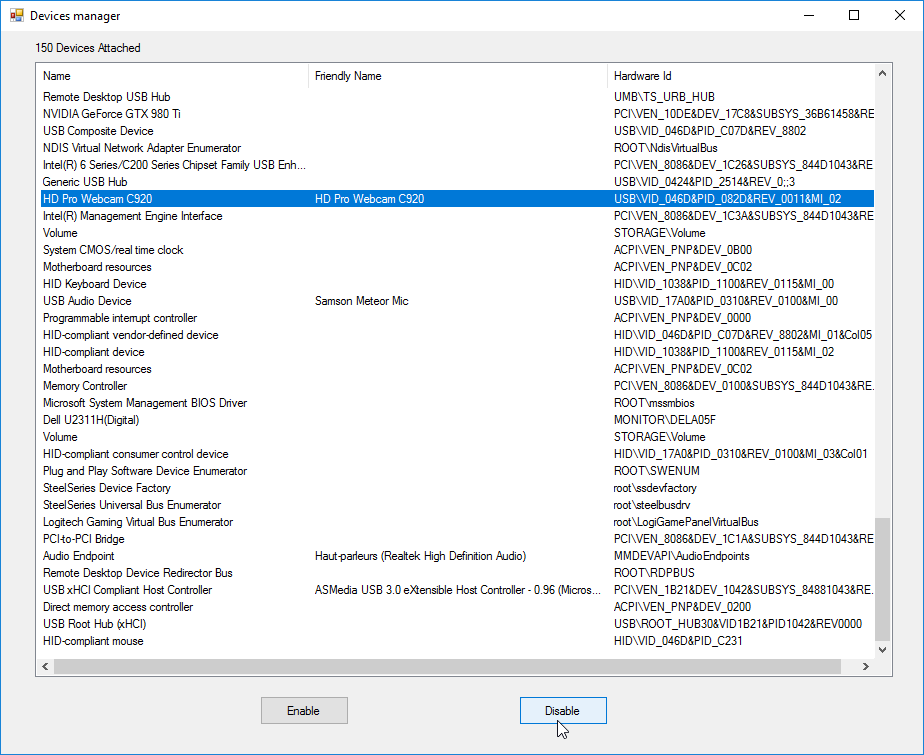 Devices manager
150 Devices Attached
Name Friendly Name Hardware Id
Remote Desktop USB Hub UMB\TS_URB_HUB
NVIDIA GeForce GTX 980 Ti PCI\VEN_10DE&DEV_17C8&SUBSYS_36B61458&RE
USB Composite Device USB\VID_046D&PID_C07D&REV_8802
NDIS Virtual Network Adapter Enumerator ROOT\NdisVirtualBus
Intel(R) 6 Series/C200 Series Chipset Family USB Enh... PCI\VEN_8086&DEV_1C26&SUBSYS_844D1043&RE
Generic USB Hub USB\VID_0424&PID_2514&REV_0;;3
HD Pro Webcam C920 HD Pro Webcam C920 USB\VID_046D&PID_082D&REV_0011&MI_02
Intel(R) Management Engine Interface PCI\VEN_8086&DEV_1C3A&SUBSYS_844D1043&RE
Volume STORAGE\Volume
System CMOS/real time clock ACPI\VEN_PNP&DEV_0B00
Motherboard resources ACPI\VEN_PNP&DEV_0C02
HID Keyboard Device HID\VID_1038&PID_1100&REV_0115&MI_00
USB Audio Device Samson Meteor Mic USB\VID_17A0&PID_0310&REV_0100&MI_00
Programmable interrupt controller ACPI\VEN_PNP&DEV_0000
HID-compliant vendor-defined device HID\VID_046D&PID_C07D&REV_8802&MI_01&Col05
HID-compliant device HID\VID_1038&PID_1100&REV_0115&MI_02
Motherboard resources ACPI\VEN_PNP&DEV_0C02
Memory Controller PCI\VEN_8086&DEV_0100&SUBSYS_844D1043&RE.
Microsoft System Management BIOS Driver ROOT\mssmbios
Dell U2311H(Digital) MONITOR\DELA05F
Volume STORAGE\Volume
HID-compliant consumer control device HID\VID_17A0&PID_0310&REV_0100&MI_03&Col01
Plug and Play Software Device Enumerator ROOT\SWENUM
SteelSeries Device Factory root\ssdevfactory
SteelSeries Universal Bus Enumerator root\steelbusdrv
Logitech Gaming Virtual Bus Enumerator root\LogiGamePanelVirtualBus
PCI-to-PCI Bridge PCI\VEN_8086&DEV_1C1A&SUBSYS_844D1043&RE
Audio Endpoint Haut-parleurs (Realtek High Definition Audio) MMDEVAPI\AudioEndpoints
Remote Desktop Device Redirector Bus ROOT\RDPBUS
USB xHCI Compliant Host Controller ASMedia USB 3.0 eXtensible Host Controller - 0.96 (Micros... PCI\VEN_1B21&DEV_1042&SUBSYS_84881043&RE.
Direct memory access controller ACPI\VEN_PNP&DEV_0200
USB Root Hub (xHCI) USB\ROOT_HUB30&VID1B21&PID1042&REV0000
HID-compliant mouse HID\VID_046D&PID_C231
Enable Disable